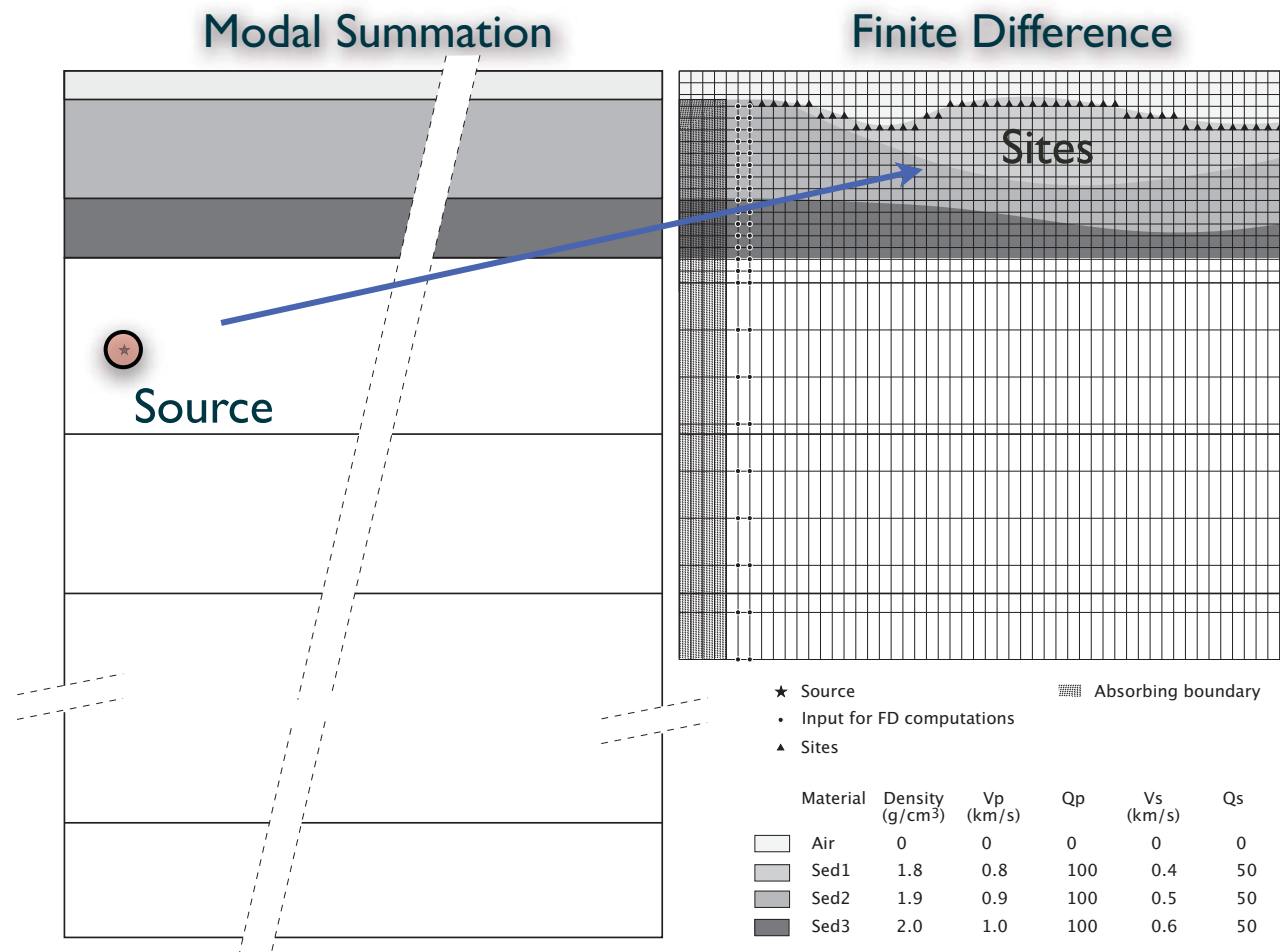 Modal Summation
Finite Difference
Sites
Source
Source
Absorbing boundary
Input for FD computations
Sites
Material Density (g/cm3) Vp (km/s) Qp Vs (km/s) Qs
Air 0 0 0 0 0
Sed1 1.8 0.8 100 0.4 50
Sed2 1.9 0.9 100 0.5 50
Sed3 2.0 1.0 100 0.6 50